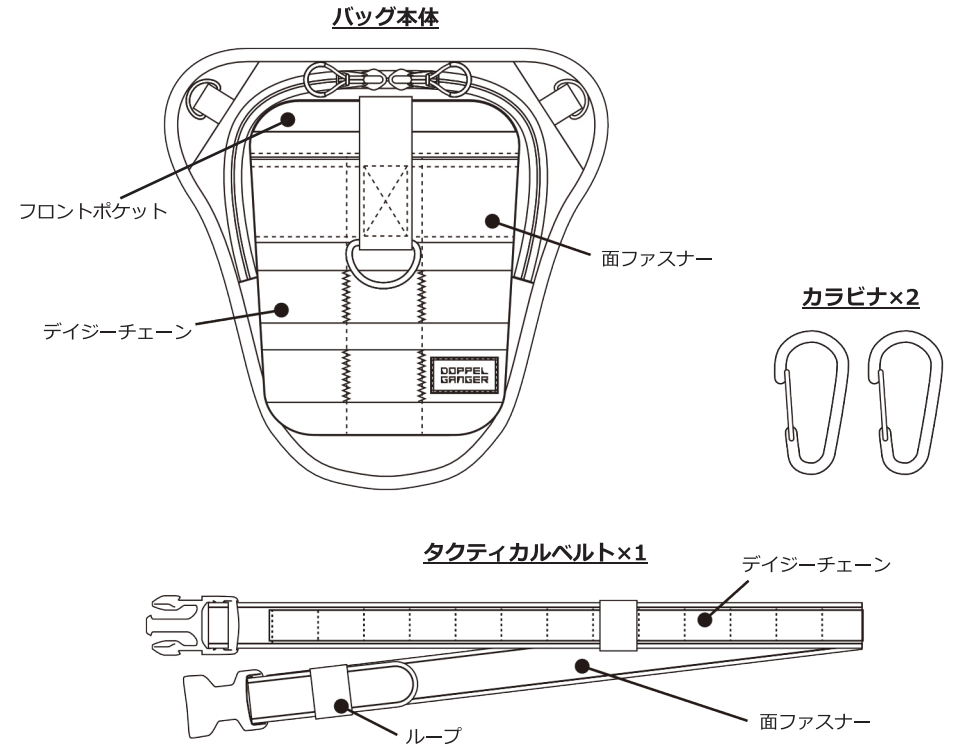 バッグ本体
フロントポケット
面ファスナー
デイジーチェーン
DOPPEL
GANGER
カラビナ×2
タクティカルベルト×1
デイジーチェーン
面ファスナー
ループ